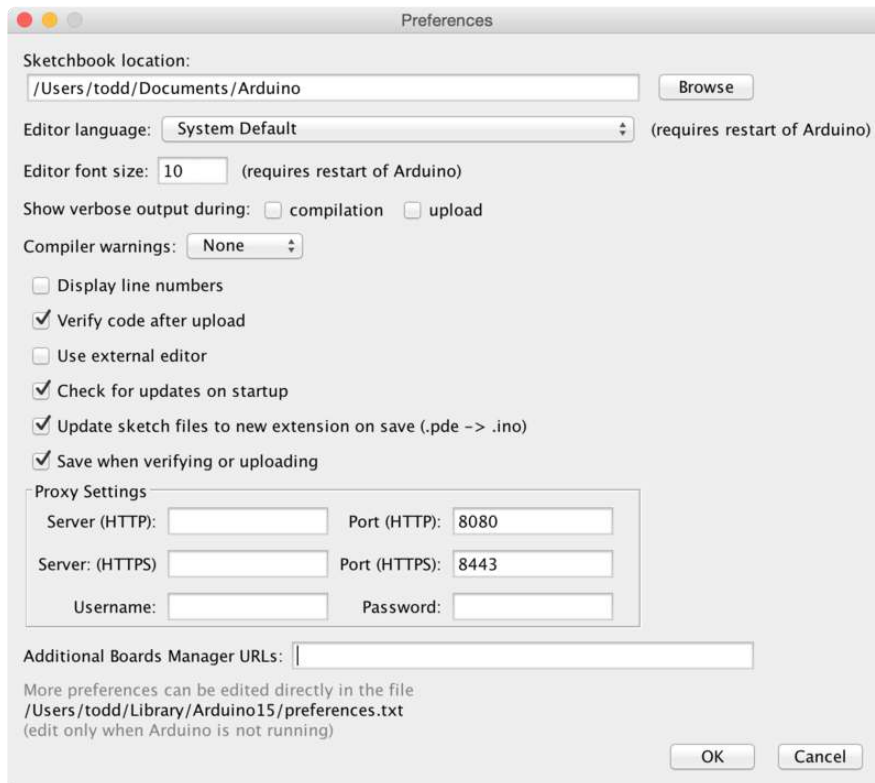 Preferences
Sketchbook location:
/Users/todd/Documents/Arduino Browse
Editor language: System Default (requires restart of Arduino)
Editor font size: 10 (requires restart of Arduino)
Show verbose output during: compilation upload
Compiler warnings: None
Display line numbers
Verify code after upload
Use external editor
Check for updates on startup
Update sketch files to new extension on save (.pde -> .ino)
Save when verifying or uploading
Proxy Settings
Server (HTTP): Port (HTTP): 8080
Server: (HTTPS) Port (HTTPS): 8443
Username: Password:
Additional Boards Manager URLs:
More preferences can be edited directly in the file
/Users/todd/Library/Arduino15/preferences.txt
(edit only when Arduino is not running)
OK Cancel